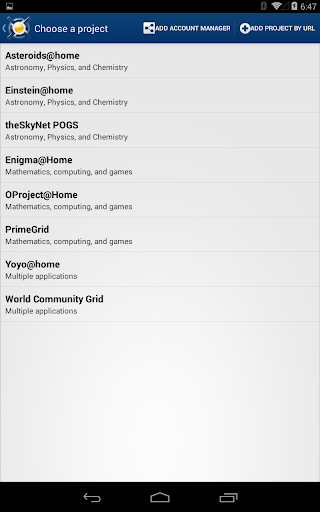 6:47
Choose a project
ADD ACCOUNT MANAGER
ADD PROJECT BY URL
Asteroids@home
Astronomy, Physics, and Chemistry
Einstein@home
Astronomy, Physics, and Chemistry
theSkyNet POGS
Astronomy, Physics, and Chemistry
Enigma@Home
Mathematics, computing, and games
OProject@Home
Mathematics, computing, and games
PrimeGrid
Mathematics, computing, and games
Yoyo@home
Multiple applications
World Community Grid
Multiple applications